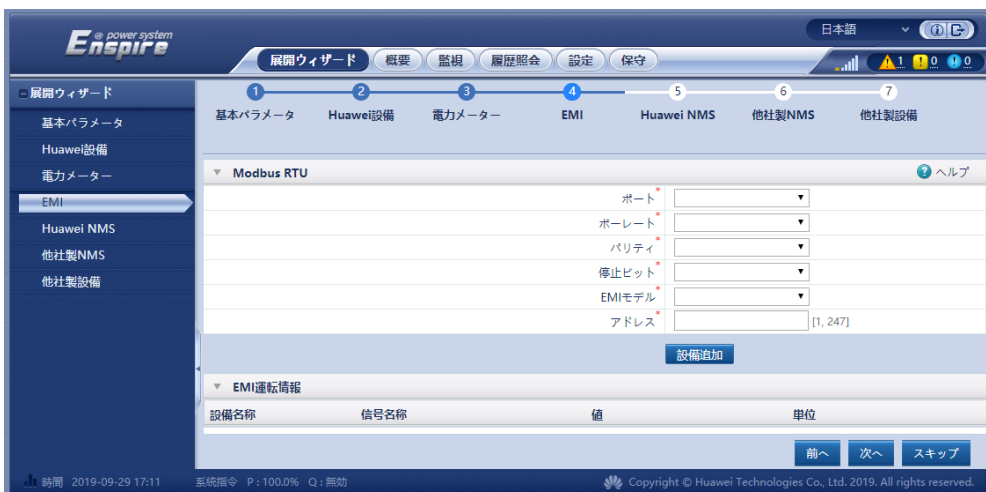 @ power system
Enspire
日本語
展開ウィザード 概要 監視 履歴照会 設定 保守
1 0 0
展開ウィザード
基本パラメータ
Huawei設備
電力メーター
EMI
Huawei NMS
他社製NMS
他社製設備
1 2 3 4 5 6 7
基本パラメータ Huawei設備 電力メーター EMI Huawei NMS 他社製NMS 他社製設備
Modbus RTU ヘルプ
ポート*
ボーレート*
パリティ*
停止ビット*
EMIモデル*
アドレス* [1, 247]
設備追加
EMI運転情報
設備名称 信号名称 値 単位
前へ 次へ スキップ
時間 2019-09-29 17:11 系統指令 P : 100.0% Q : 無効 Copyright © Huawei Technologies Co., Ltd. 2019. All rights reserved.